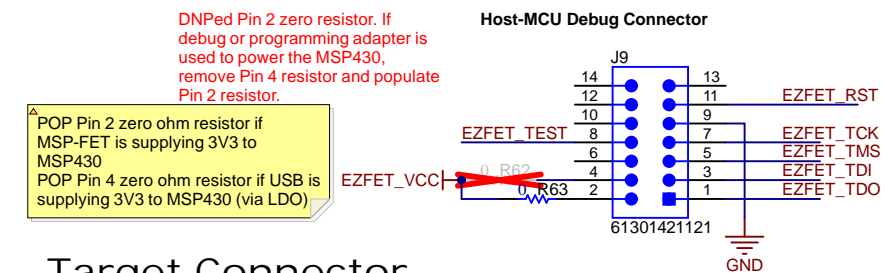 DNPed Pin 2 zero resistor. If
debug or programming adapter is
used to power the MSP430,
remove Pin 4 resistor and populate
Pin 2 resistor.
Host-MCU Debug Connector
POP Pin 2 zero ohm resistor if
MSP-FET is supplying 3V3 to
MSP430
POP Pin 4 zero ohm resistor if USB is
supplying 3V3 to MSP430 (via LDO)
J9
14 13
12 11 EZFET_RST
10 9
EZFET_TEST 8 7 EZFET_TCK
6 5 EZFET_TMS
EZFET_VCC 0 R62 4 3 EZFET_TDI
0 R63 2 1 EZFET_TDO
61301421121
GND
Target Connector